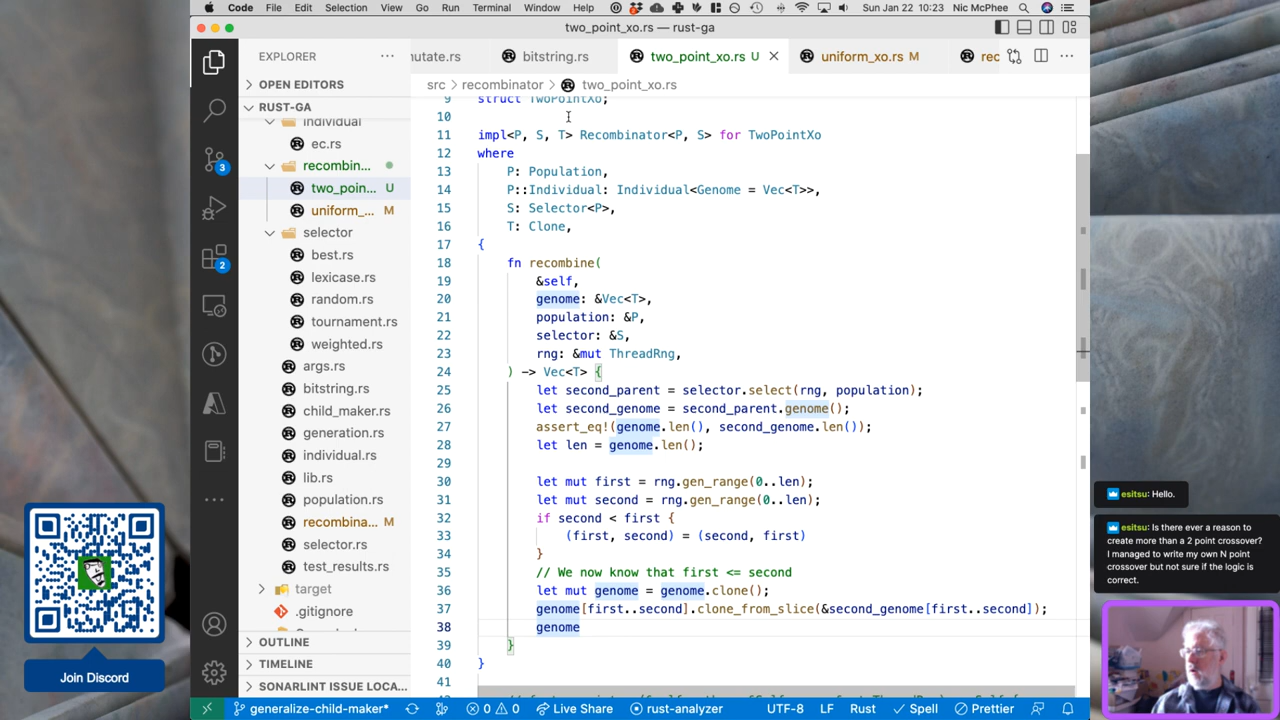 Code File Edit Selection View Go Run Terminal Window Help Sun Jan 22 10:23 Nic McPhee
two_point_xo.rs — rust-ga
EXPLORER
OPEN EDITORS
RUST-GA
individual
ec.rs
recombin...
two_poin... U
uniform_... M
selector
best.rs
lexicase.rs
random.rs
tournament.rs
weighted.rs
args.rs
bitstring.rs
child_maker.rs
generation.rs
individual.rs
lib.rs
population.rs
recombina... M
selector.rs
test_results.rs
target
.gitignore
OUTLINE
TIMELINE
SONARLINT ISSUE LOCA...
3
2
mutate.rs bitstring.rs two_point_xo.rs U uniform_xo.rs M rec
src > recombinator > two_point_xo.rs
9 struct TwoPointXo;
10
11 impl<P, S, T> Recombinator<P, S> for TwoPointXo
12 where
13 P: Population,
14 P::Individual: Individual<Genome = Vec<T>>,
15 S: Selector<P>,
16 T: Clone,
17 {
18 fn recombine(
19 &self,
20 genome: &Vec<T>,
21 population: &P,
22 selector: &S,
23 rng: &mut ThreadRng,
24 ) -> Vec<T> {
25 let second_parent = selector.select(rng, population);
26 let second_genome = second_parent.genome();
27 assert_eq!(genome.len(), second_genome.len());
28 let len = genome.len();
29
30 let mut first = rng.gen_range(0..len);
31 let mut second = rng.gen_range(0..len);
32 if second < first {
33 (first, second) = (second, first)
34 }
35 // We now know that first <= second
36 let mut genome = genome.clone();
37 genome[first..second].clone_from_slice(&second_genome[first..second]);
38 genome
39 }
40 }
41
generalize-child-maker* 0 0 Live Share rust-analyzer UTF-8 LF Rust Spell Prettier
Join Discord
esitsu: Hello.
esitsu: Is there ever a reason to
create more than a 2 point crossover?
I managed to write my own N point
crossover but not sure if the logic is
correct.